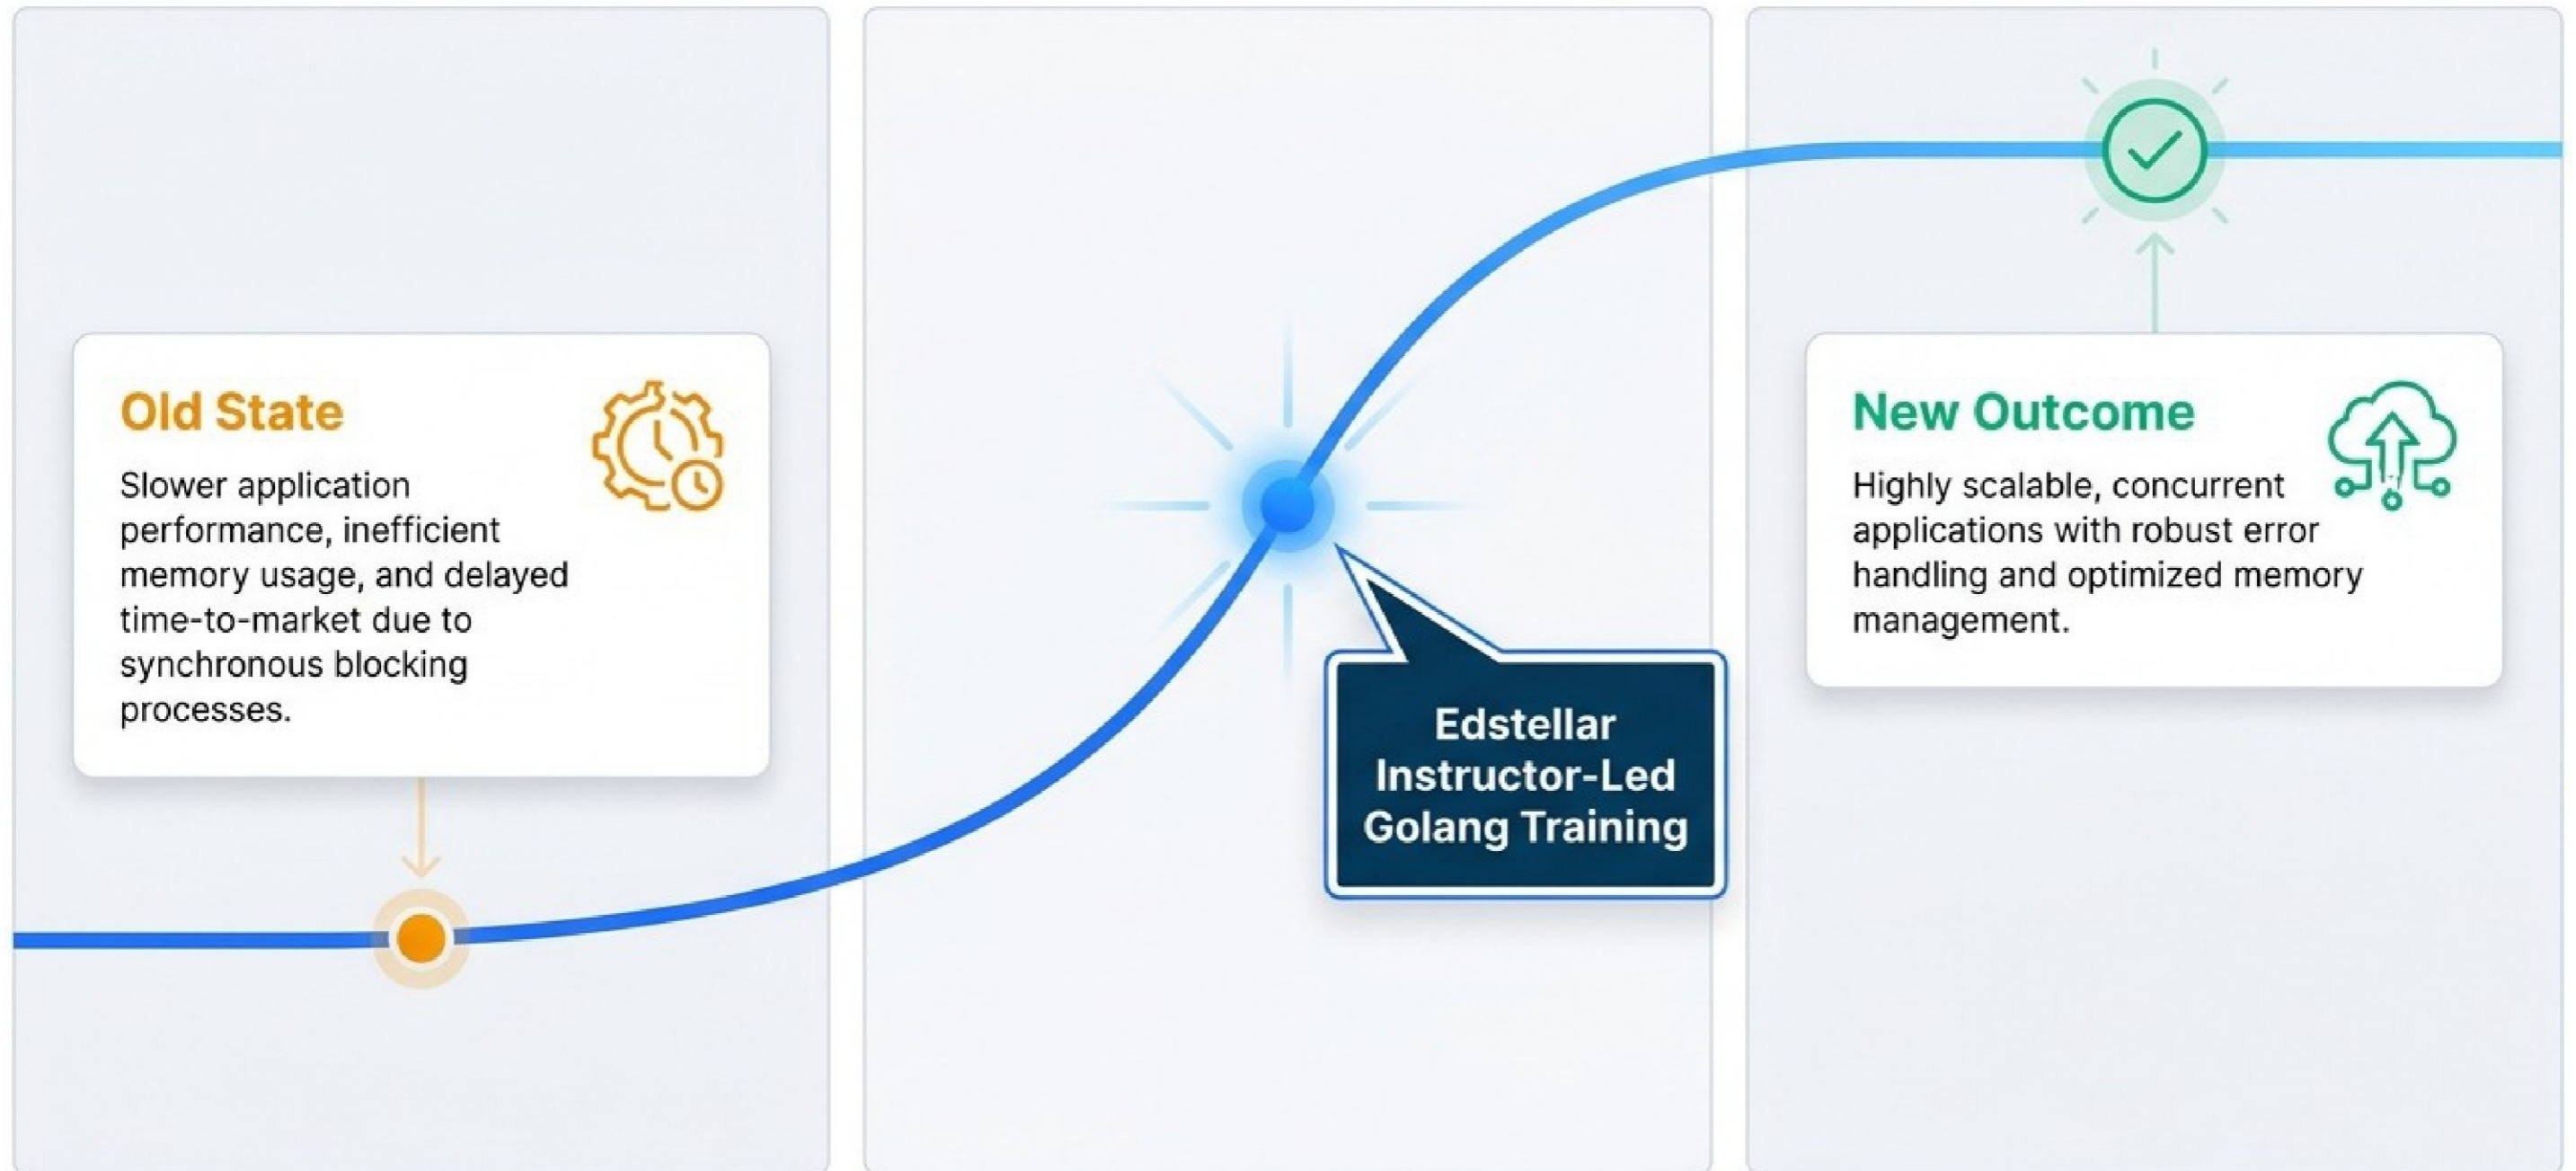 Old State
Slower application
performance, inefficient
memory usage, and delayed
time-to-market due to
synchronous blocking
processes.
Edstellar
Instructor-Led
Golang Training
New Outcome
Highly scalable, concurrent
applications with robust error
handling and optimized memory
management.